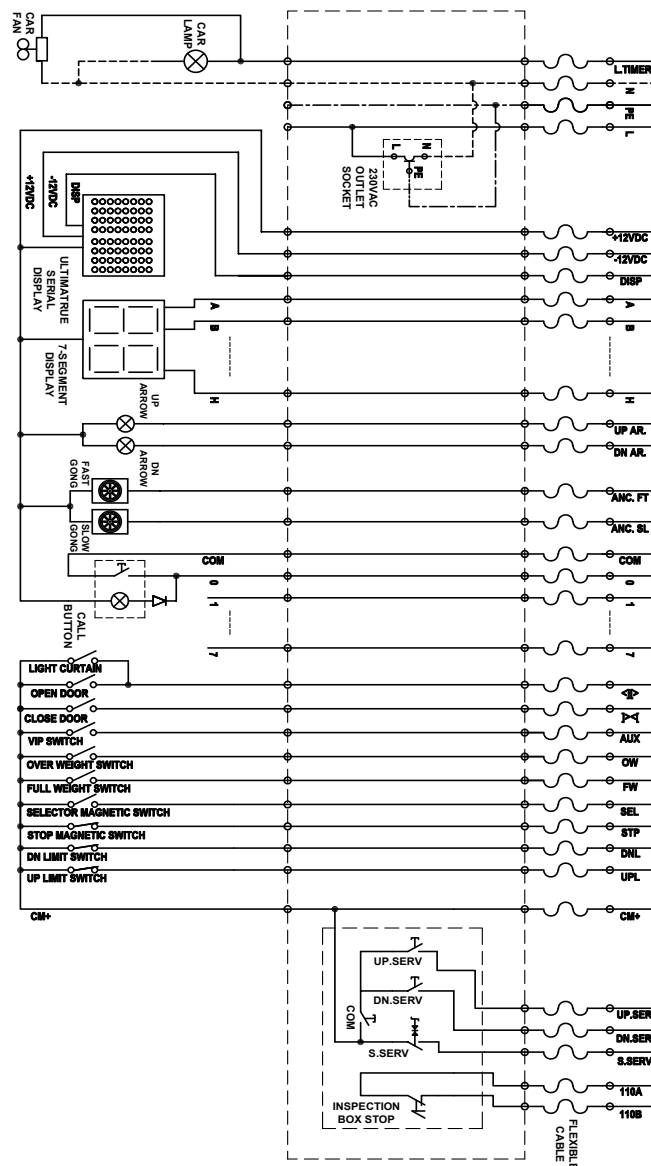 CAR
FAN
CAR
LAMP
L.TIMER
N
PE
L
L
N
PE
230VAC
OUTLET
SOCKET
+12VDC
-12VDC
DISP
ULTIMATRUE
SERIAL
DISPLAY
+12VDC
-12VDC
DISP
7-SEGMENT
DISPLAY
A
B
H
A
B
H
UP
ARROW
DN
ARROW
UP AR.
DN AR.
FAST
GONG
SLOW
GONG
ANC. FT
ANC. SL
CALL
BUTTON
COM
0
1
7
COM
0
1
7
LIGHT CURTAIN
OPEN DOOR
CLOSE DOOR
VIP SWITCH
OVER WEIGHT SWITCH
FULL WEIGHT SWITCH
SELECTOR MAGNETIC SWITCH
STOP MAGNETIC SWITCH
DN LIMIT SWITCH
UP LIMIT SWITCH
CM+
<|>
>|<
AUX
OW
FW
SEL
STP
DNL
UPL
CM+
UP.SERV
DN.SERV
COM
S.SERV
INSPECTION
BOX STOP
UP.SER
DN.SER
S.SERV
110A
110B
FLEXIBLE
CABLE